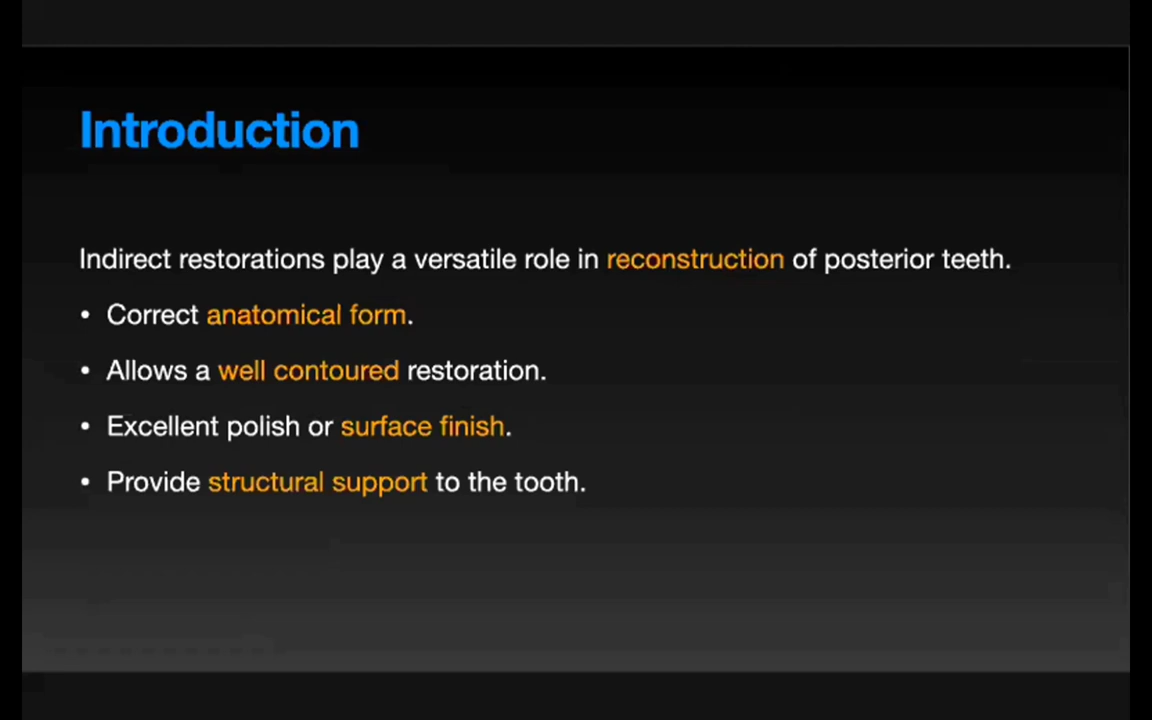 Introduction
Indirect restorations play a versatile role in reconstruction of posterior teeth.
• Correct anatomical form.
• Allows a well contoured restoration.
• Excellent polish or surface finish.
• Provide structural support to the tooth.